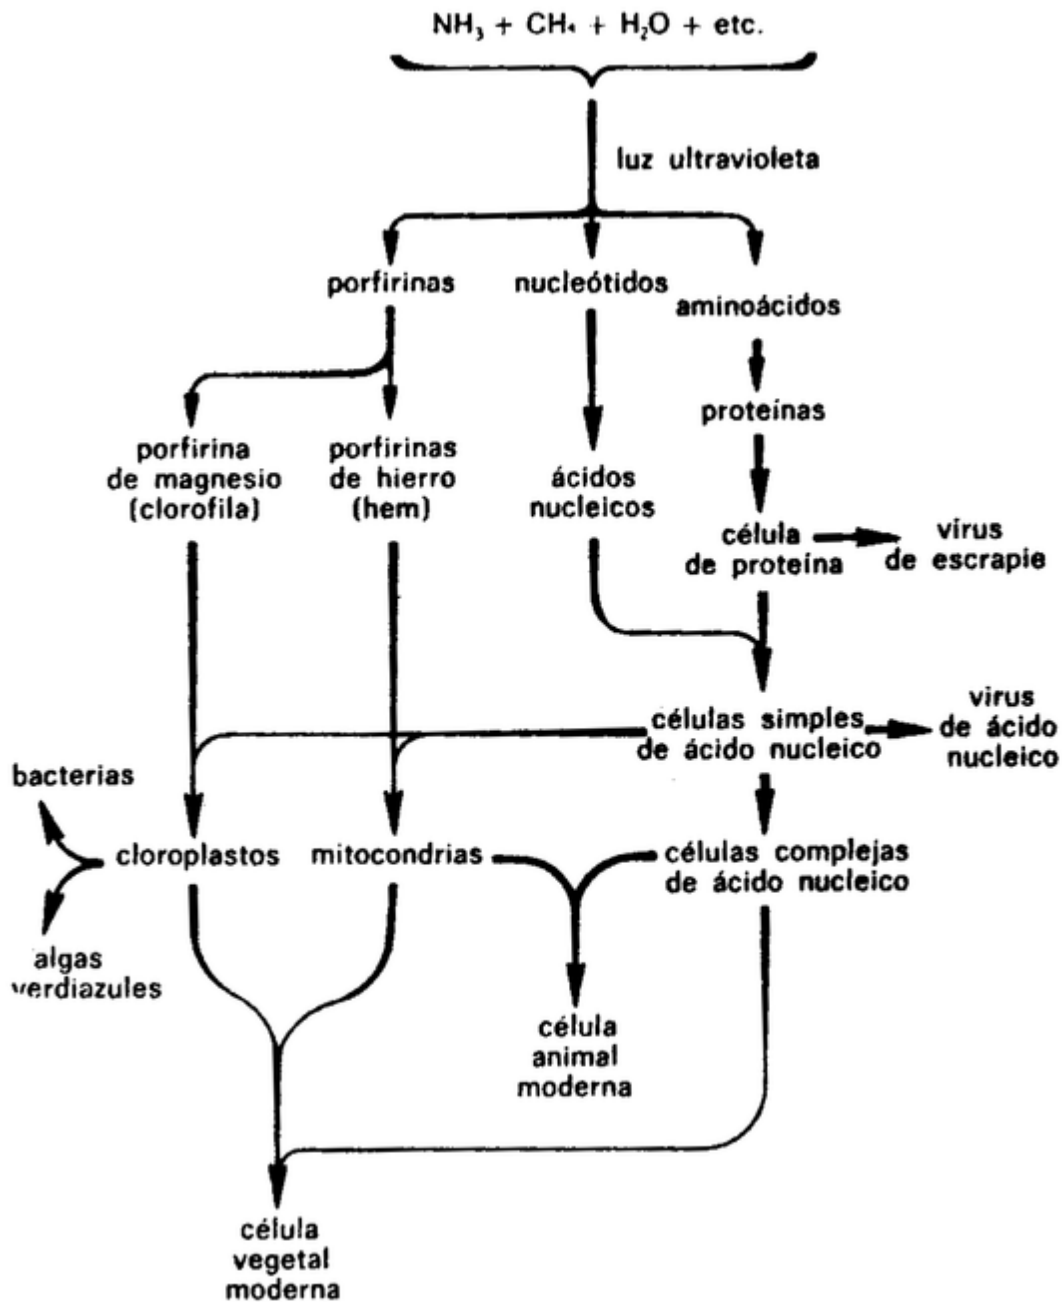 NH₃ + CH₄ + H₂O + etc.
luz ultravioleta
porfirinas
nucleótidos
aminoácidos
proteínas
porfirina
de magnesio
(clorofila)
porfirinas
de hierro
(hem)
ácidos
nucleicos
célula
de proteína
vírus
de escrapie
células simples
de ácido nucleico
virus
de ácido
nucleico
bacterias
cloroplastos
mitocondrias
células complejas
de ácido nucleico
algas
verdiazules
célula
animal
moderna
célula
vegetal
moderna